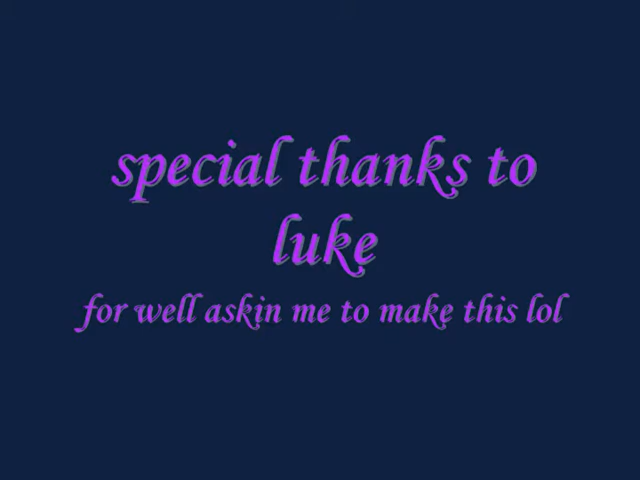 special thanks to
luke
for well askin me to make this lol